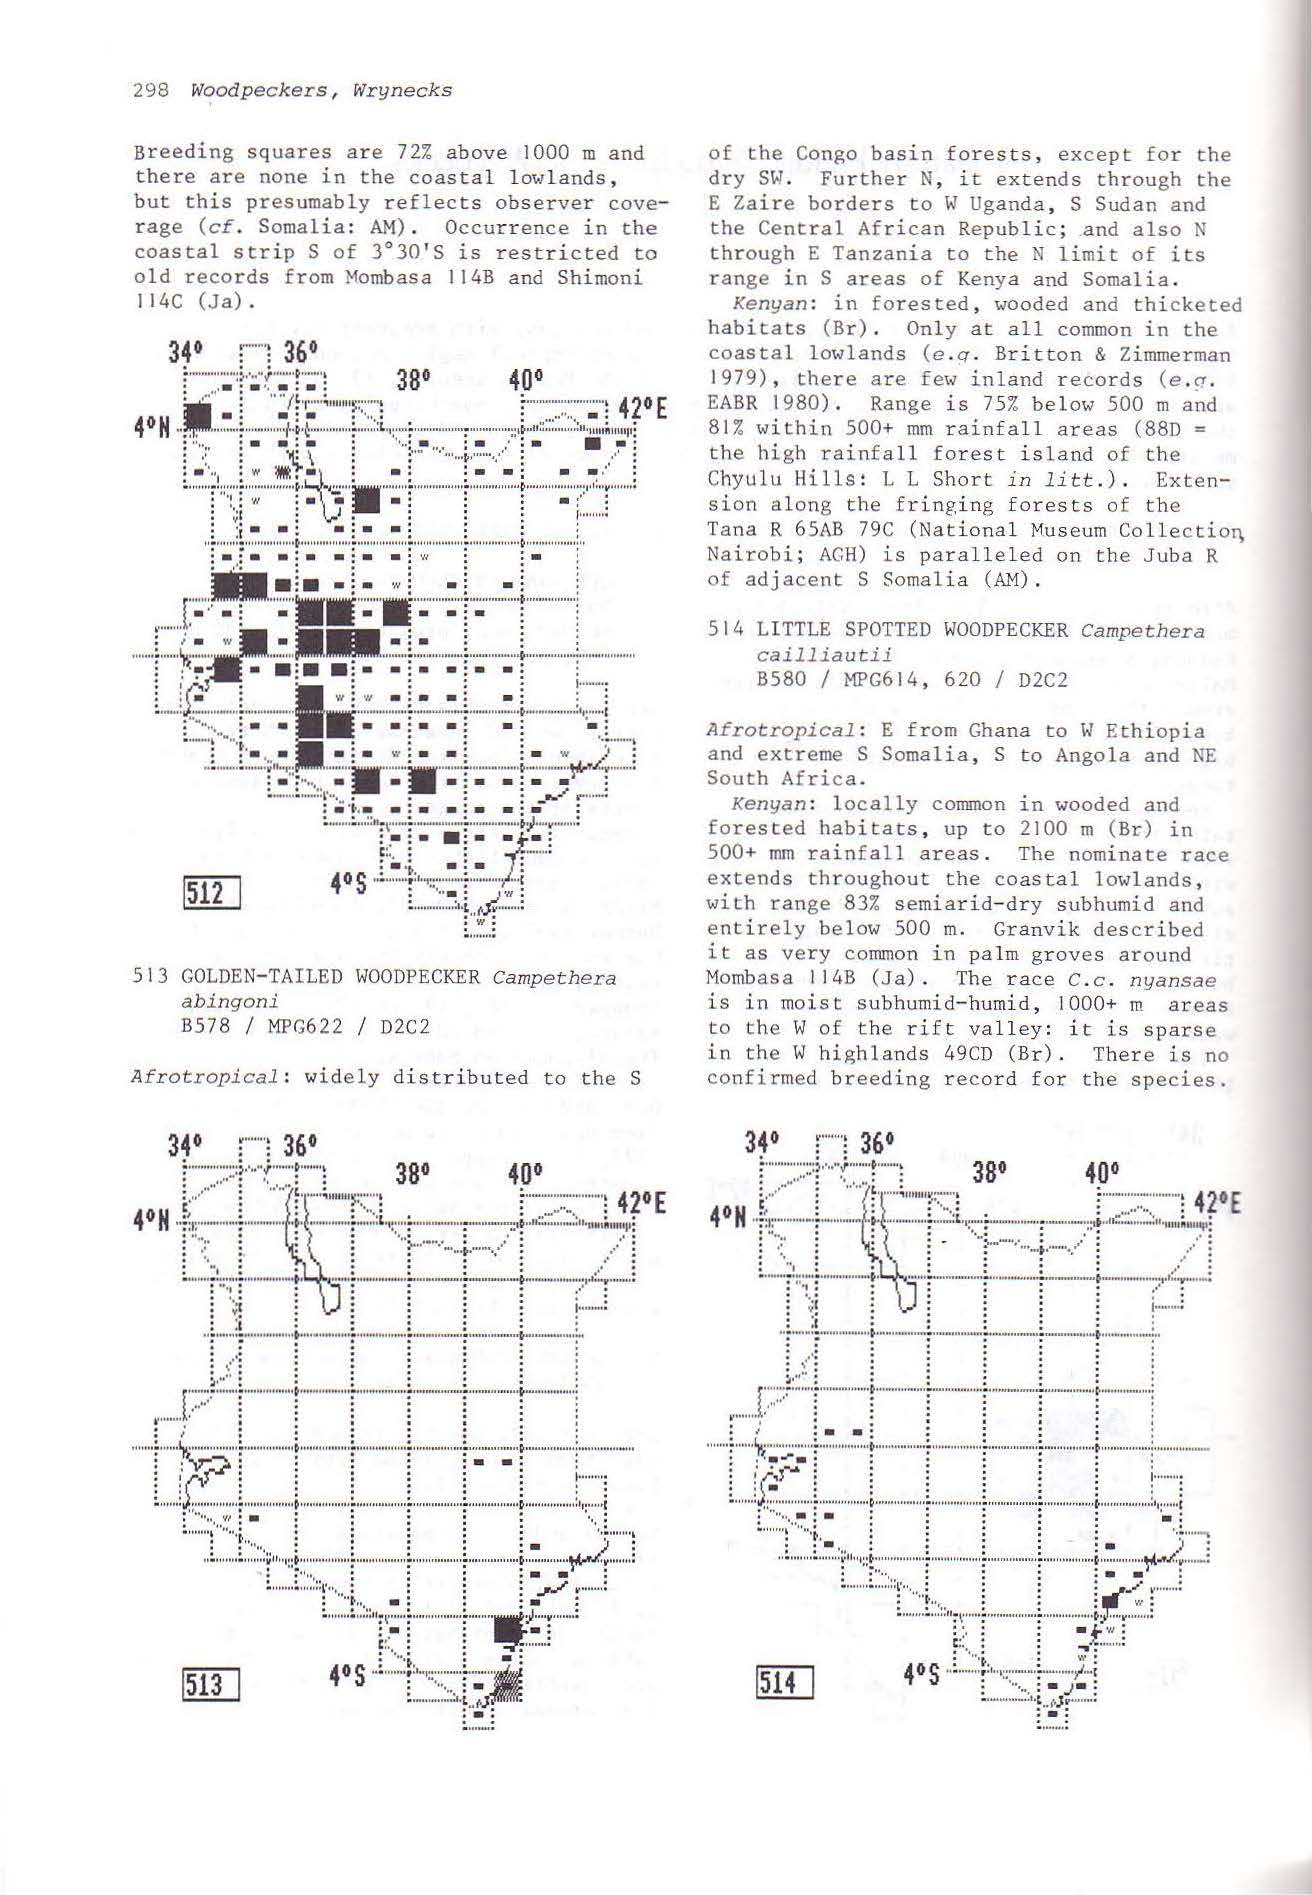 298 Woodpeckers, Wrynecks
Breeding squares are 72% above 1000 m and
there are none in the coastal lowlands,
but this presumably reflects observer cove-
rage (cf. Somalia: AM). Occurrence in the
coastal strip S of 3°30'S is restricted to
old records from Mombasa 114B and Shimoni
114C (Ja).
34° 36°
38° 40°
42°E
4°N
4°S
512
513 GOLDEN-TAILED WOODPECKER Campethera
abingoni
B578 / MPG622 / D2C2
Afrotropical: widely distributed to the S
34° 36°
38° 40°
42°E
4°N
4°S
513
of the Congo basin forests, except for the
dry SW. Further N, it extends through the
E Zaire borders to W Uganda, S Sudan and
the Central African Republic; and also N
through E Tanzania to the N limit of its
range in S areas of Kenya and Somalia.
Kenyan: in forested, wooded and thicketed
habitats (Br). Only at all common in the
coastal lowlands (e.g. Britton & Zimmerman
1979), there are few inland records (e.g.
EABR 1980). Range is 75% below 500 m and
81% within 500+ mm rainfall areas (88D =
the high rainfall forest island of the
Chyulu Hills: L L Short in litt.). Exten-
sion along the fringing forests of the
Tana R 65AB 79C (National Museum Collection,
Nairobi; AGH) is paralleled on the Juba R
of adjacent S Somalia (AM).
514 LITTLE SPOTTED WOODPECKER Campethera
cailliautii
B580 / MPG614, 620 / D2C2
Afrotropical: E from Ghana to W Ethiopia
and extreme S Somalia, S to Angola and NE
South Africa.
Kenyan: locally common in wooded and
forested habitats, up to 2100 m (Br) in
500+ mm rainfall areas. The nominate race
extends throughout the coastal lowlands,
with range 83% semiarid-dry subhumid and
entirely below 500 m. Granvik described
it as very common in palm groves around
Mombasa 114B (Ja). The race C.c. nyansae
is in moist subhumid-humid, 1000+ m areas
to the W of the rift valley: it is sparse
in the W highlands 49CD (Br). There is no
confirmed breeding record for the species.
34° 36°
38° 40°
42°E
4°N
4°S
514